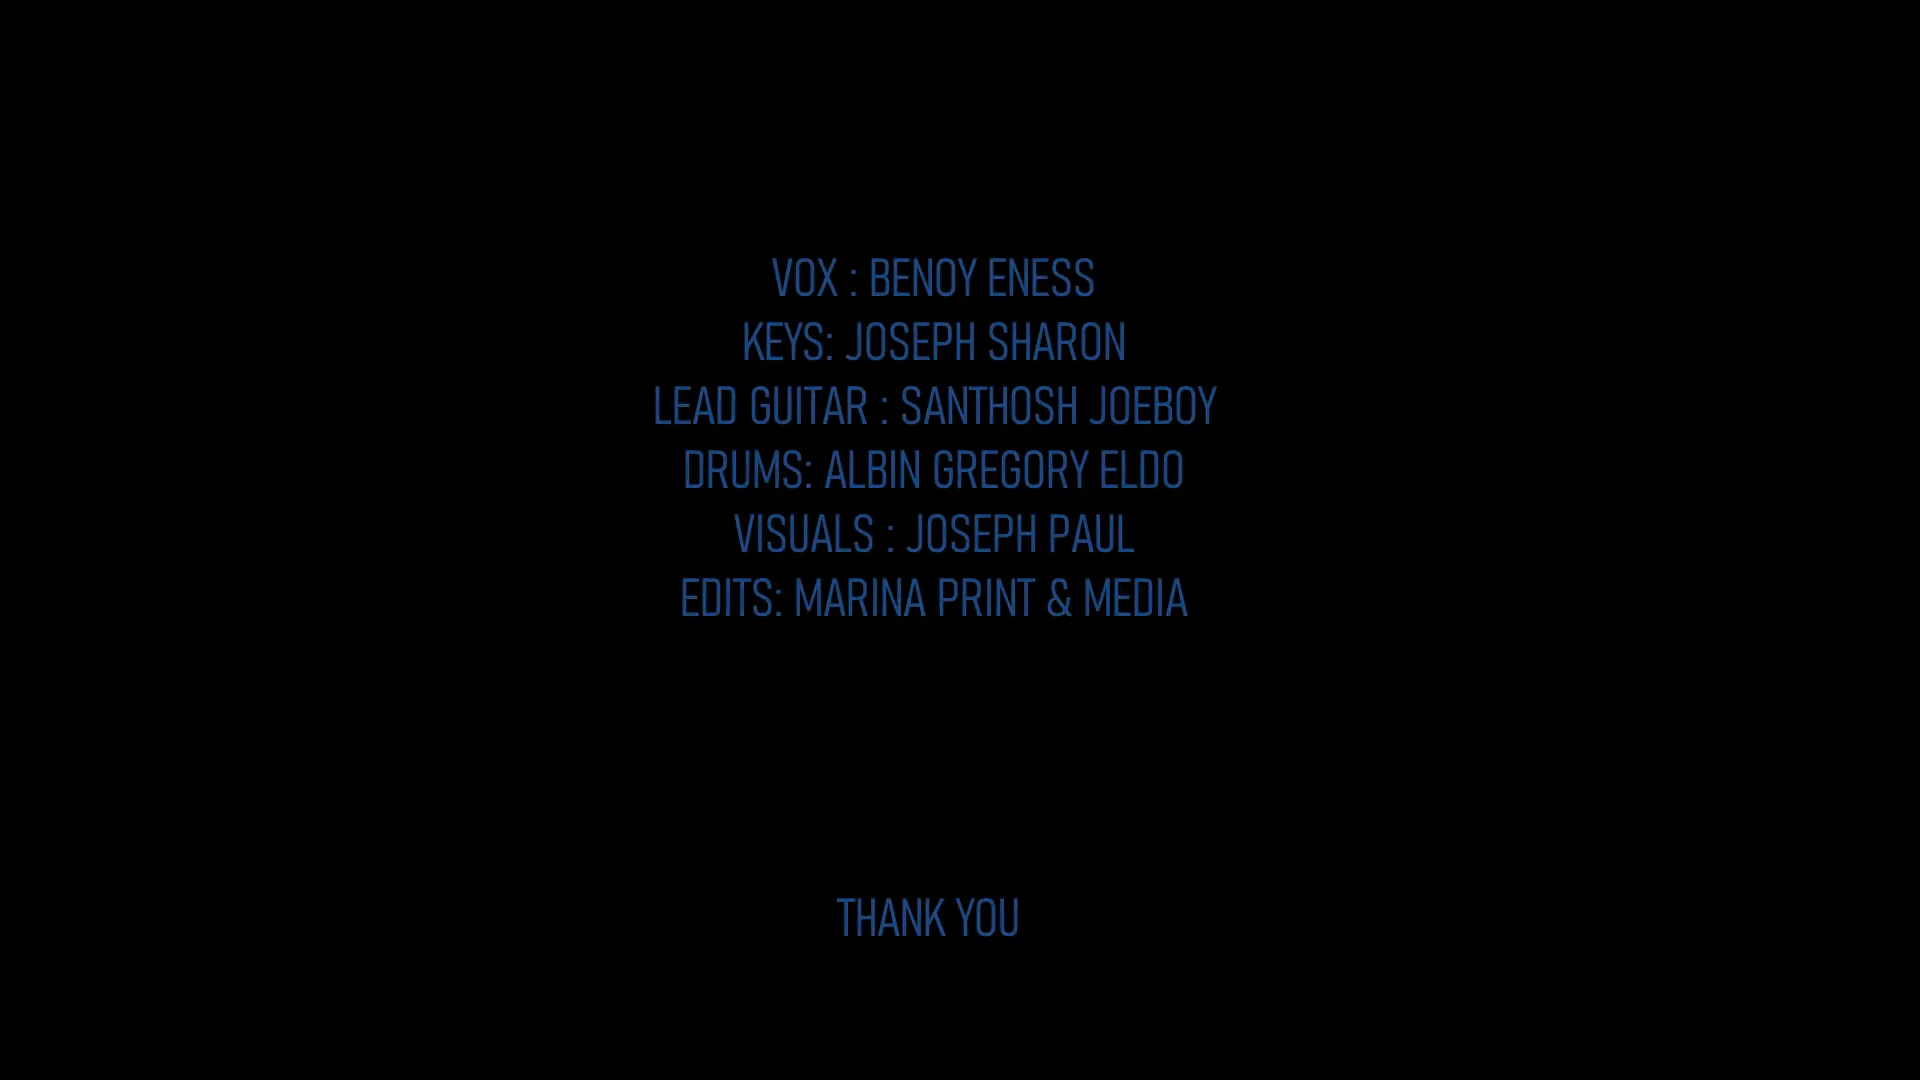 VOX : BENOY ENESS
KEYS: JOSEPH SHARON
LEAD GUITAR : SANTHOSH JOEBOY
DRUMS: ALBIN GREGORY ELDO
VISUALS : JOSEPH PAUL
EDITS: MARINA PRINT & MEDIA
THANK YOU